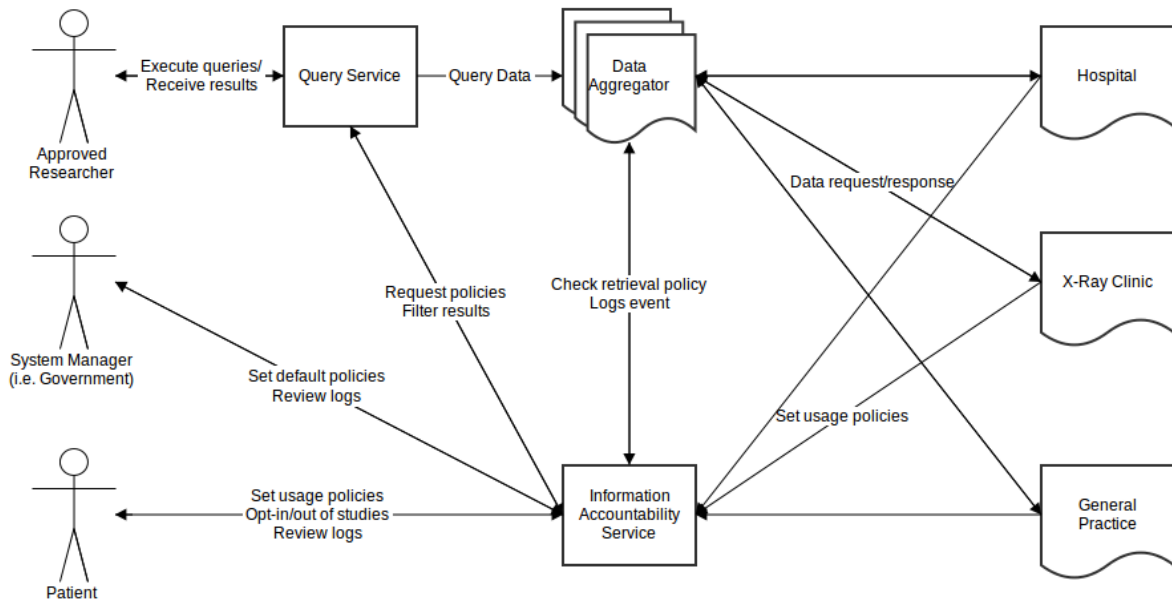 Execute queries/
Receive results
Query Service
Query Data
Data
Aggregator
Hospital
Approved
Researcher
Data request/response
X-Ray Clinic
Check retrieval policy
Logs event
Request policies
Filter results
System Manager
(i.e. Government)
Set default policies
Review logs
Set usage policies
Set usage policies
Opt-in/out of studies
Review logs
Information
Accountability
Service
General
Practice
Patient